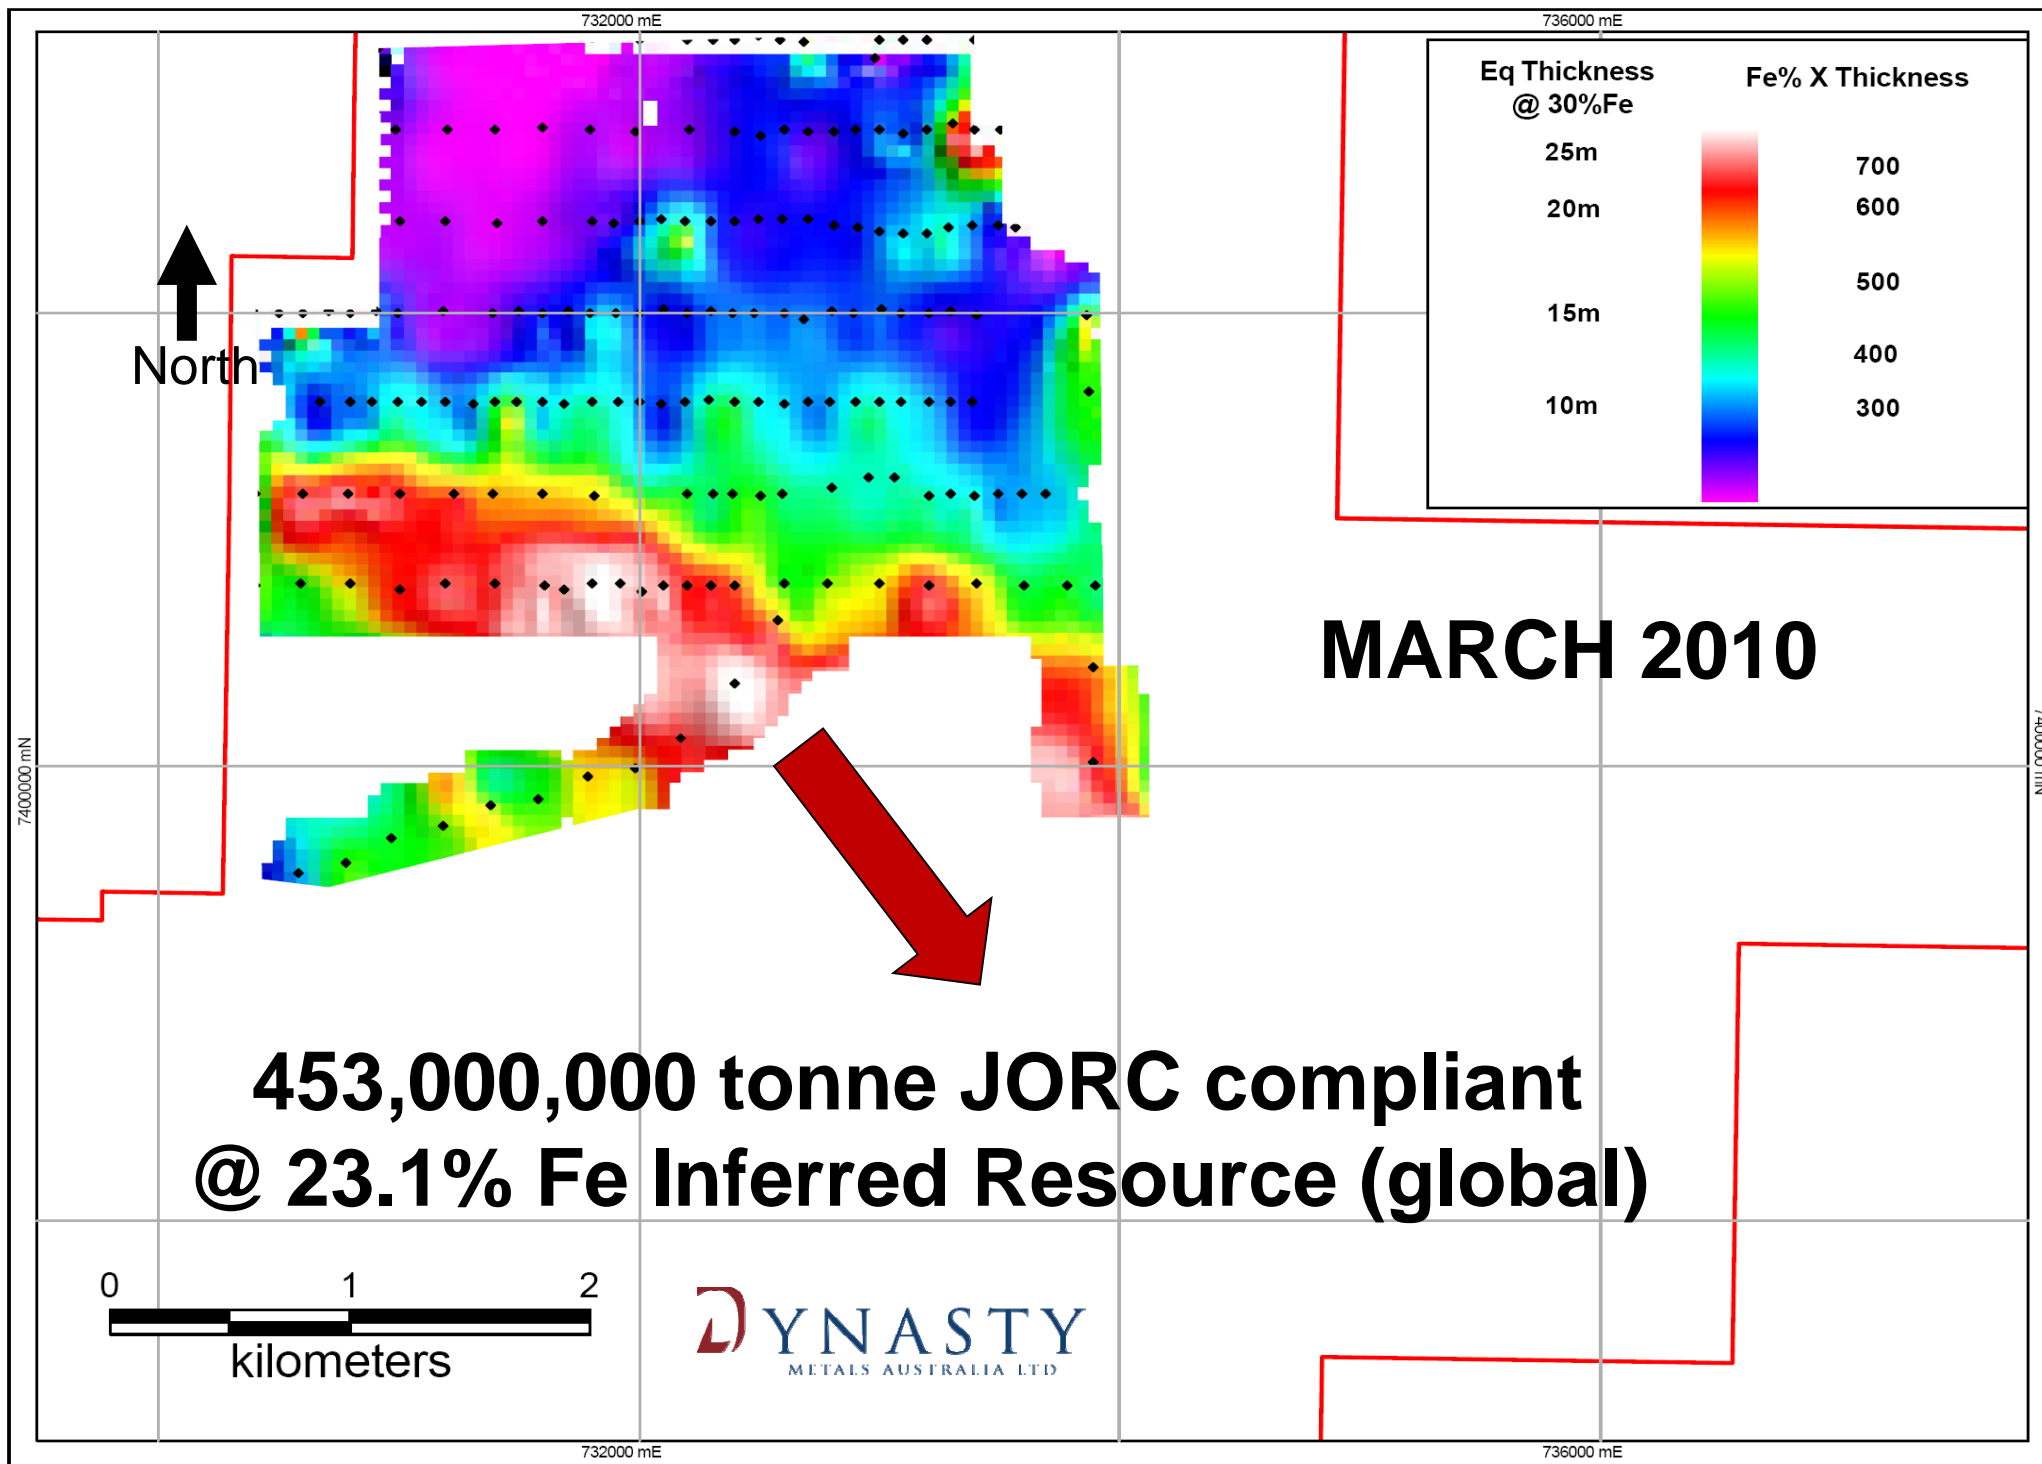 732000 mE
736000 mE
Eq Thickness
@ 30%Fe
Fe% X Thickness
25m
700
20m
600
500
15m
400
10m
300
North
MARCH 2010
7400000 mN
7400000 mN
453,000,000 tonne JORC compliant
@ 23.1% Fe Inferred Resource (global)
0 1 2
kilometers
DYNASTY
METALS AUSTRALIA LTD
732000 mE
736000 mE